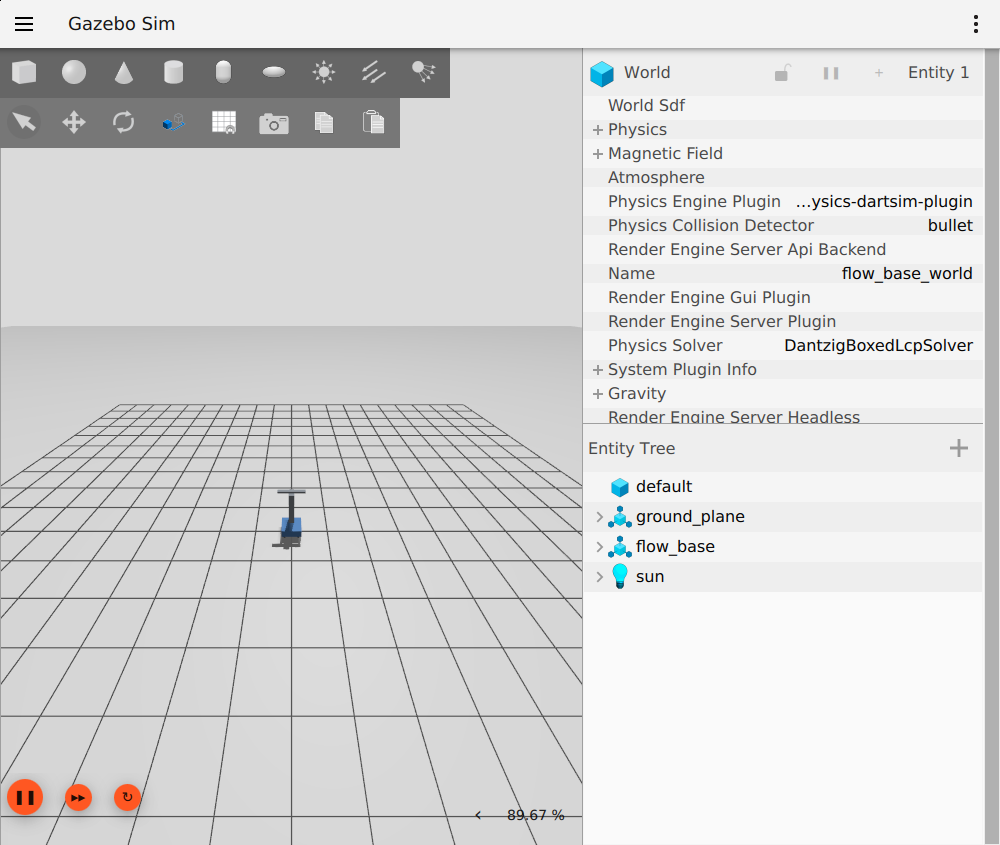 Gazebo Sim
World
Entity 1
World Sdf
Physics
Magnetic Field
Atmosphere
Physics Engine Plugin ...ysics-dartsim-plugin
Physics Collision Detector bullet
Render Engine Server Api Backend
Name flow_base_world
Render Engine Gui Plugin
Render Engine Server Plugin
Physics Solver DantzigBoxedLcpSolver
System Plugin Info
Gravity
Render Engine Server Headless
Entity Tree
default
ground_plane
flow_base
sun
89.67 %